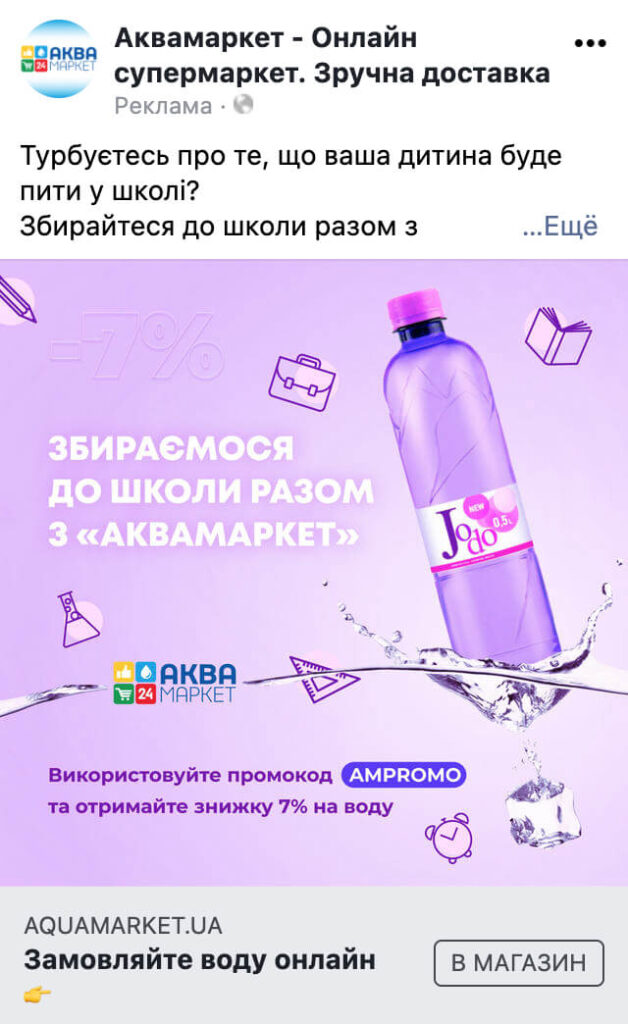 АКВА
24 МАРКЕТ
Аквамаркет - Онлайн
супермаркет. Зручна доставка
Реклама ·
Турбуєтесь про те, що ваша дитина буде
пити у школі?
Збирайтеся до школи разом з ...Ещё
-7%
ЗБИРАЄМОСЯ
ДО ШКОЛИ РАЗОМ
З «АКВАМАРКЕТ»
NEW
0.5L
Jodo
АКВА
24 МАРКЕТ
Використовуйте промокод AMPROMO
та отримайте знижку 7% на воду
AQUAMARKET.UA
Замовляйте воду онлайн
👉
В МАГАЗИН